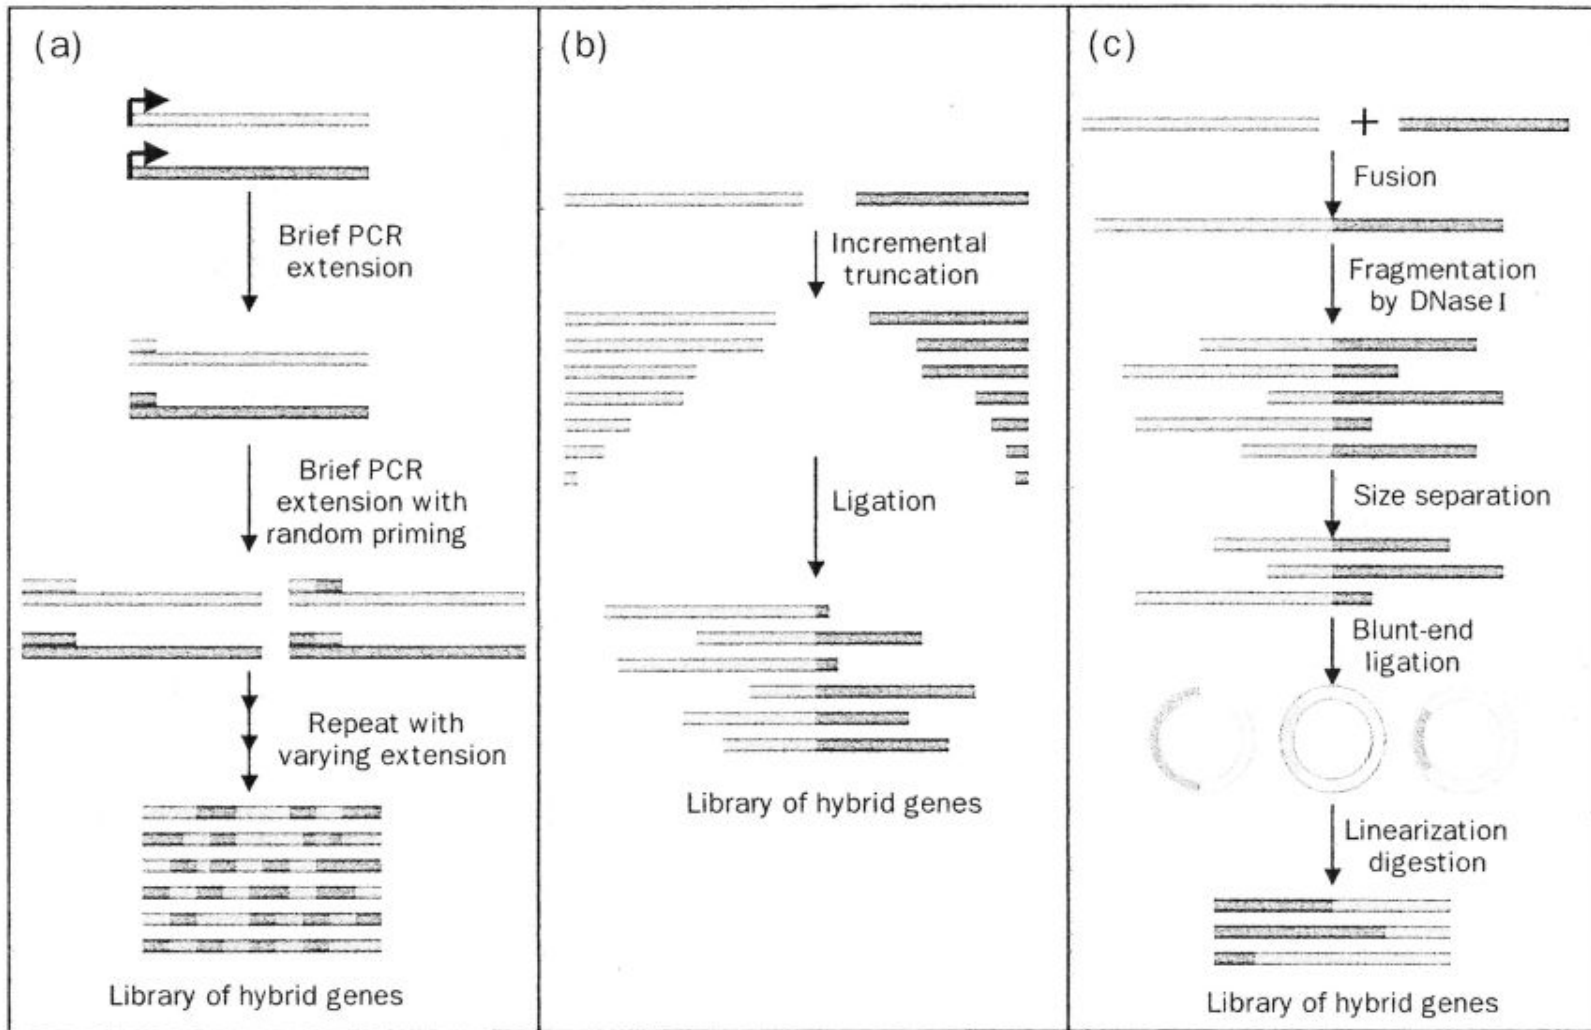 (a)
Brief PCR
extension
Brief PCR
extension with
random priming
Repeat with
varying extension
Library of hybrid genes
(b)
Incremental
truncation
Ligation
Library of hybrid genes
(c)
+
Fusion
Fragmentation
by DNase I
Size separation
Blunt-end
ligation
Linearization
digestion
Library of hybrid genes